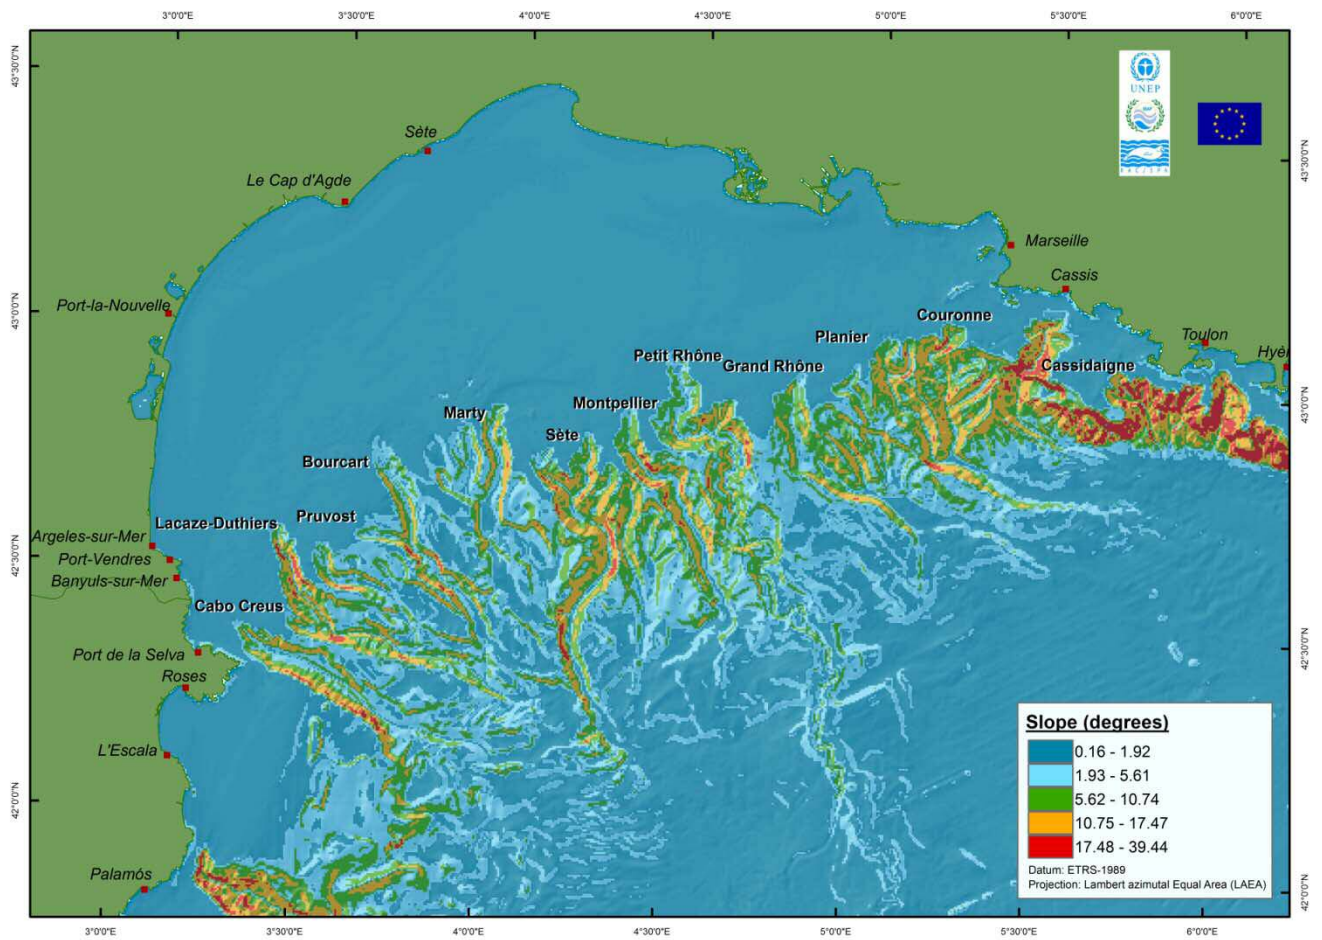 3°0'0"E 3°30'0"E 4°0'0"E 4°30'0"E 5°0'0"E 5°30'0"E 6°0'0"E
43°30'0"N
43°0'0"N
42°30'0"N
42°0'0"N
UNEP
MAP
RAC/SPA
43°30'0"N
43°0'0"N
42°30'0"N
42°0'0"N
Sète
Le Cap d'Agde
Marseille
Cassis
Port-la-Nouvelle
Couronne
Toulon
Planier
Hyèr
Petit Rhône
Grand Rhône
Cassidaigne
Montpellier
Marty
Sète
Bourcart
Pruvost
Lacaze-Duthiers
Argeles-sur-Mer
Port-Vendres
Banyuls-sur-Mer
Cabo Creus
Port de la Selva
Roses
L'Escala
Palamós
Slope (degrees)
0.16 - 1.92
1.93 - 5.61
5.62 - 10.74
10.75 - 17.47
17.48 - 39.44
Datum: ETRS-1989
Projection: Lambert azimutal Equal Area (LAEA)
3°0'0"E 3°30'0"E 4°0'0"E 4°30'0"E 5°0'0"E 5°30'0"E 6°0'0"E